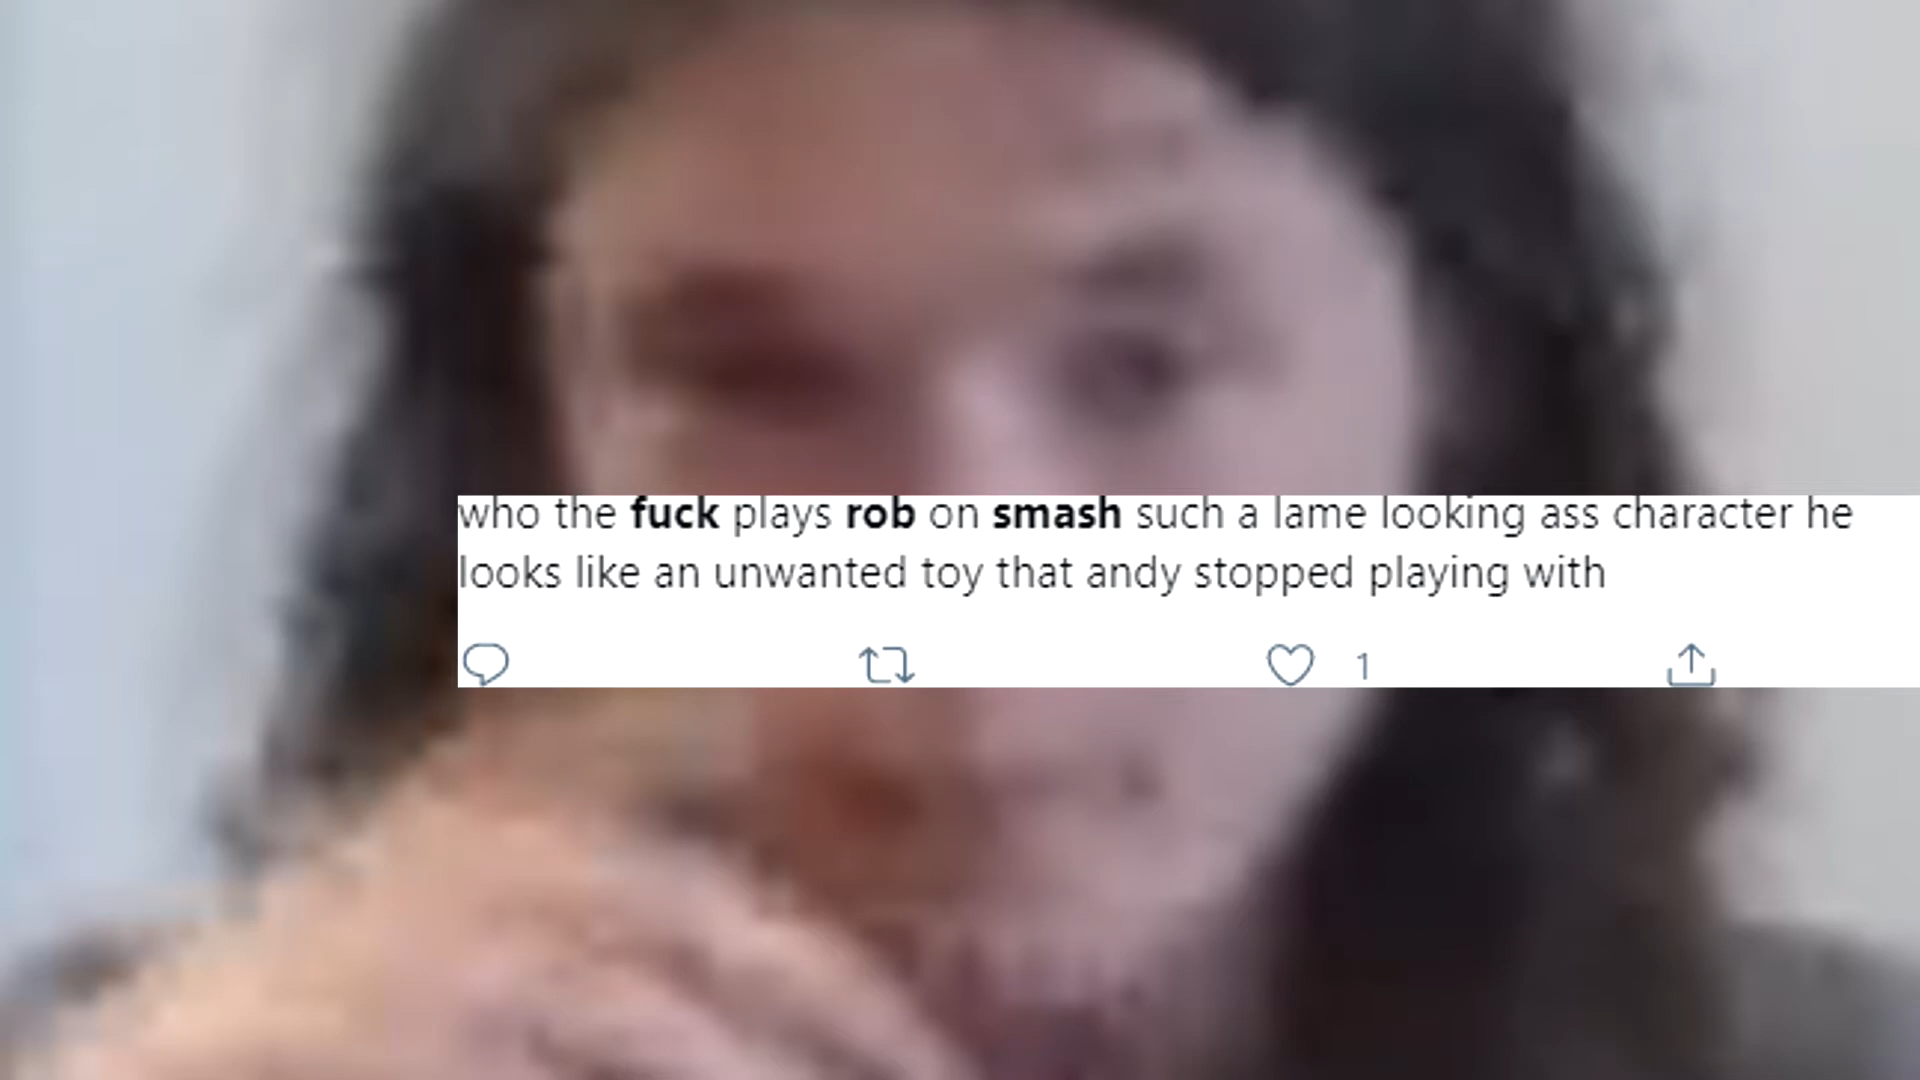 who the fuck plays rob on smash such a lame looking ass character he
looks like an unwanted toy that andy stopped playing with
1